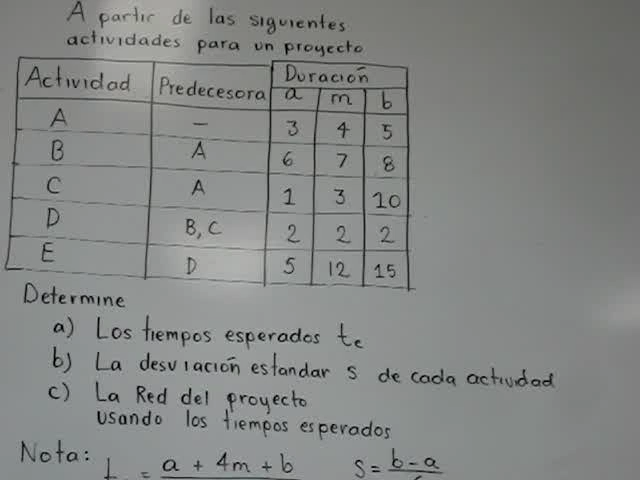 A partir de las siguientes
actividades para un proyecto
Actividad Predecesora Duración
a m b
A – 3 4 5
B A 6 7 8
C A 1 3 10
D B, C 2 2 2
E D 5 12 15
Determine
a) Los tiempos esperados te
b) La desviación estandar s de cada actividad
c) La Red del proyecto
usando los tiempos esperados
Nota:
= a + 4m + b s = b - a